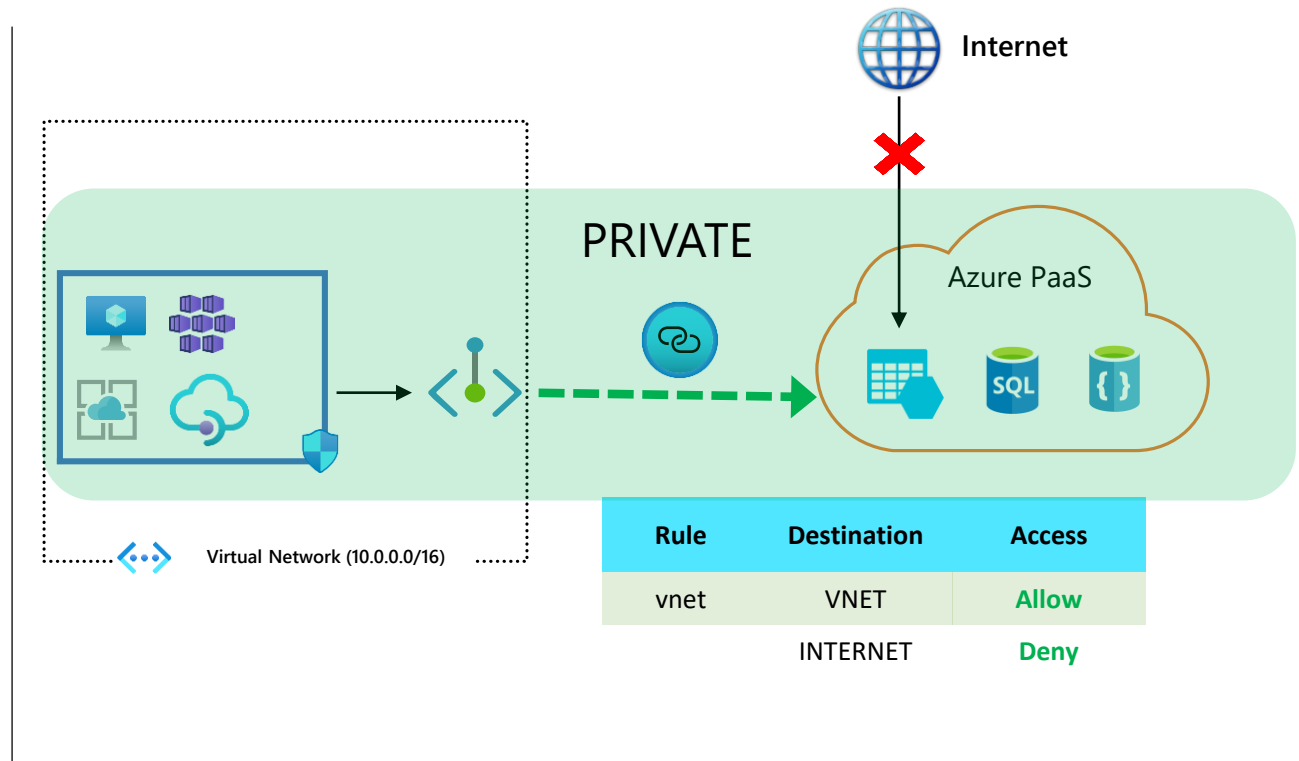 Internet
PRIVATE
Azure PaaS
SQL
{ }
Virtual Network (10.0.0.0/16)
Rule Destination Access
vnet VNET Allow
INTERNET Deny